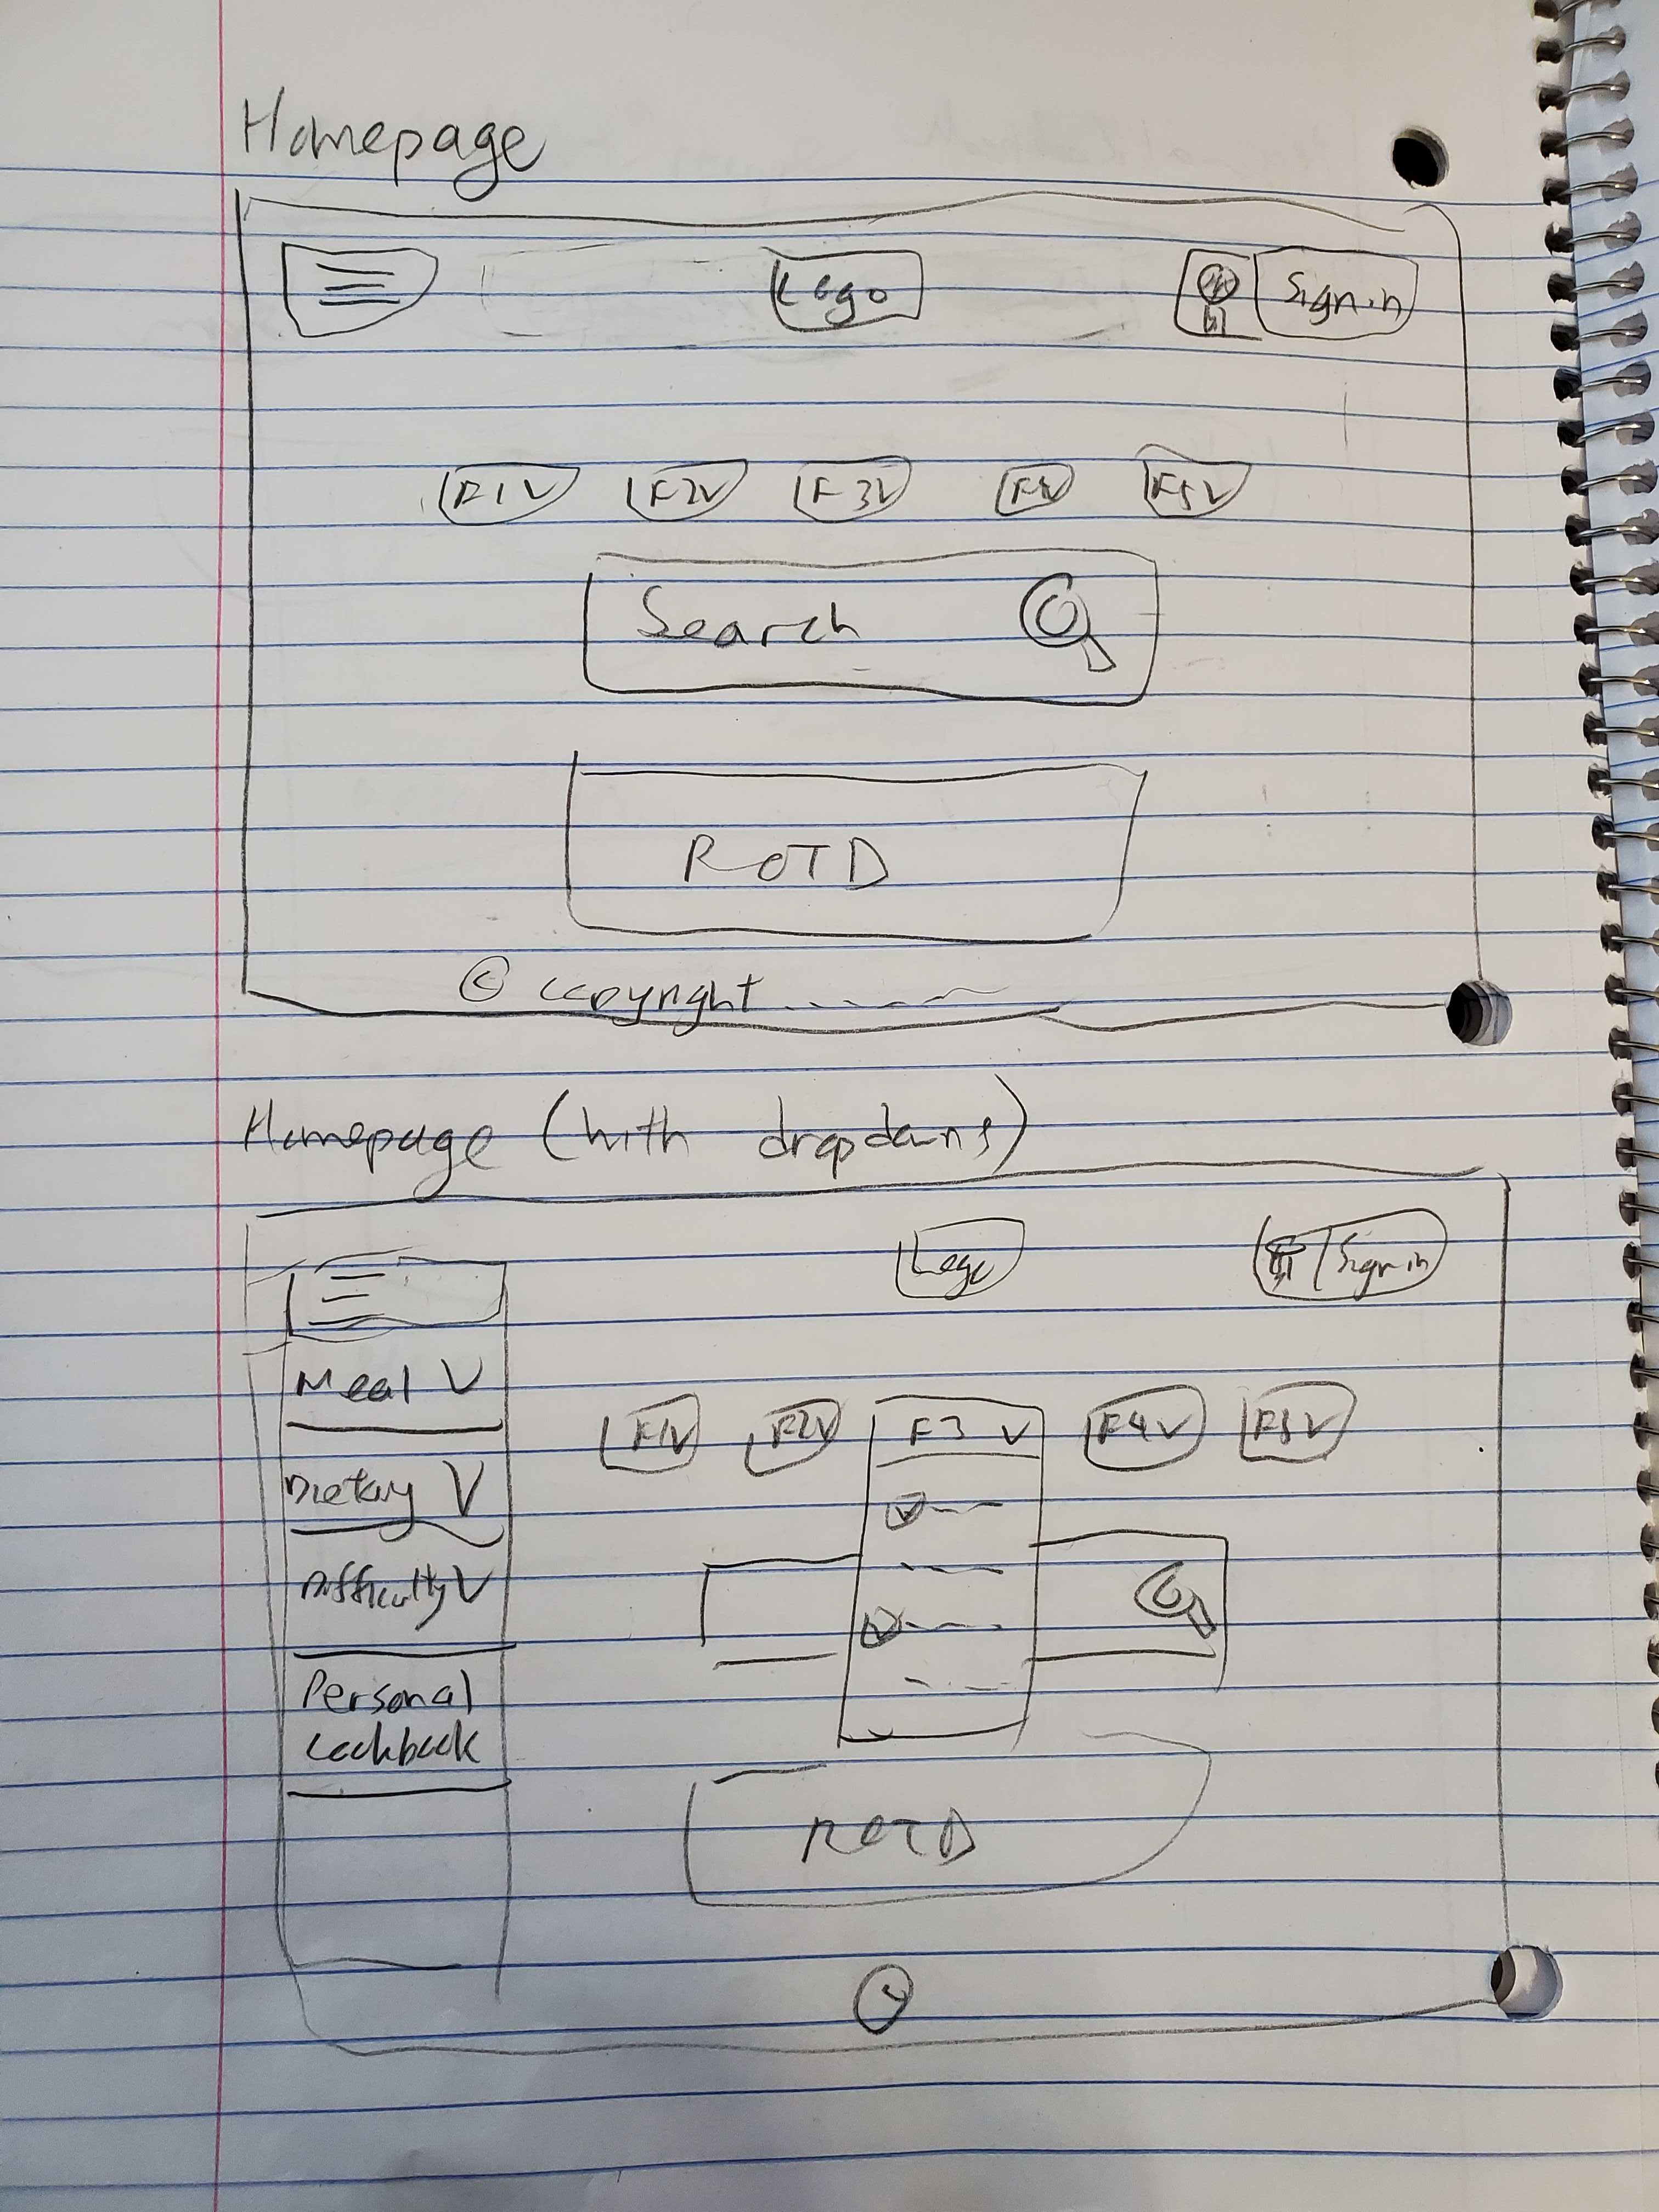 Homepage
Logo Sign in
F1 V F2 V F3 V F4 V F5 V
Search
ROTD
© copyright
Homepage (with dropdowns)
Logo Sign in
Meal V
F1 V F2 V F3 V F4 V F5 V
Dietary V
Difficulty V
Personal
cookbook
ROTD
©